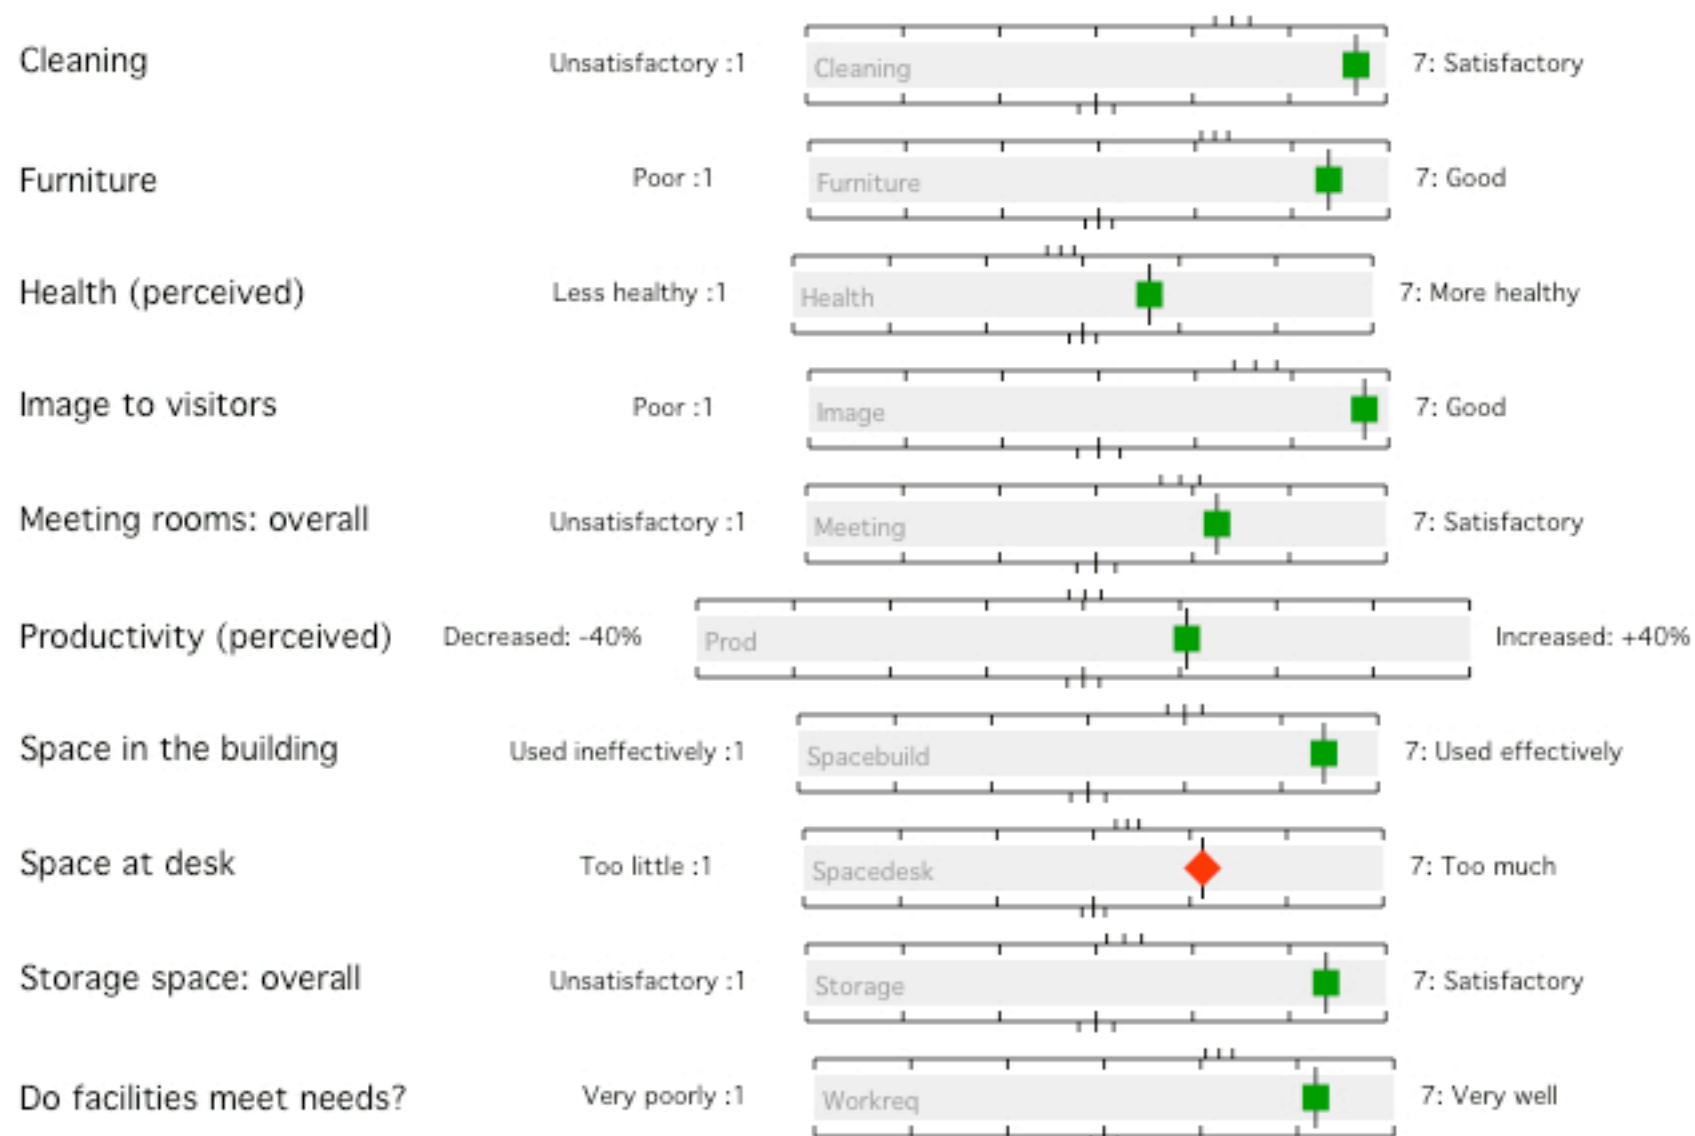 Cleaning Unsatisfactory :1 Cleaning 7: Satisfactory
Furniture Poor :1 Furniture 7: Good
Health (perceived) Less healthy :1 Health 7: More healthy
Image to visitors Poor :1 Image 7: Good
Meeting rooms: overall Unsatisfactory :1 Meeting 7: Satisfactory
Productivity (perceived) Decreased: -40% Prod Increased: +40%
Space in the building Used ineffectively :1 Spacebuild 7: Used effectively
Space at desk Too little :1 Spacedesk 7: Too much
Storage space: overall Unsatisfactory :1 Storage 7: Satisfactory
Do facilities meet needs? Very poorly :1 Workreq 7: Very well